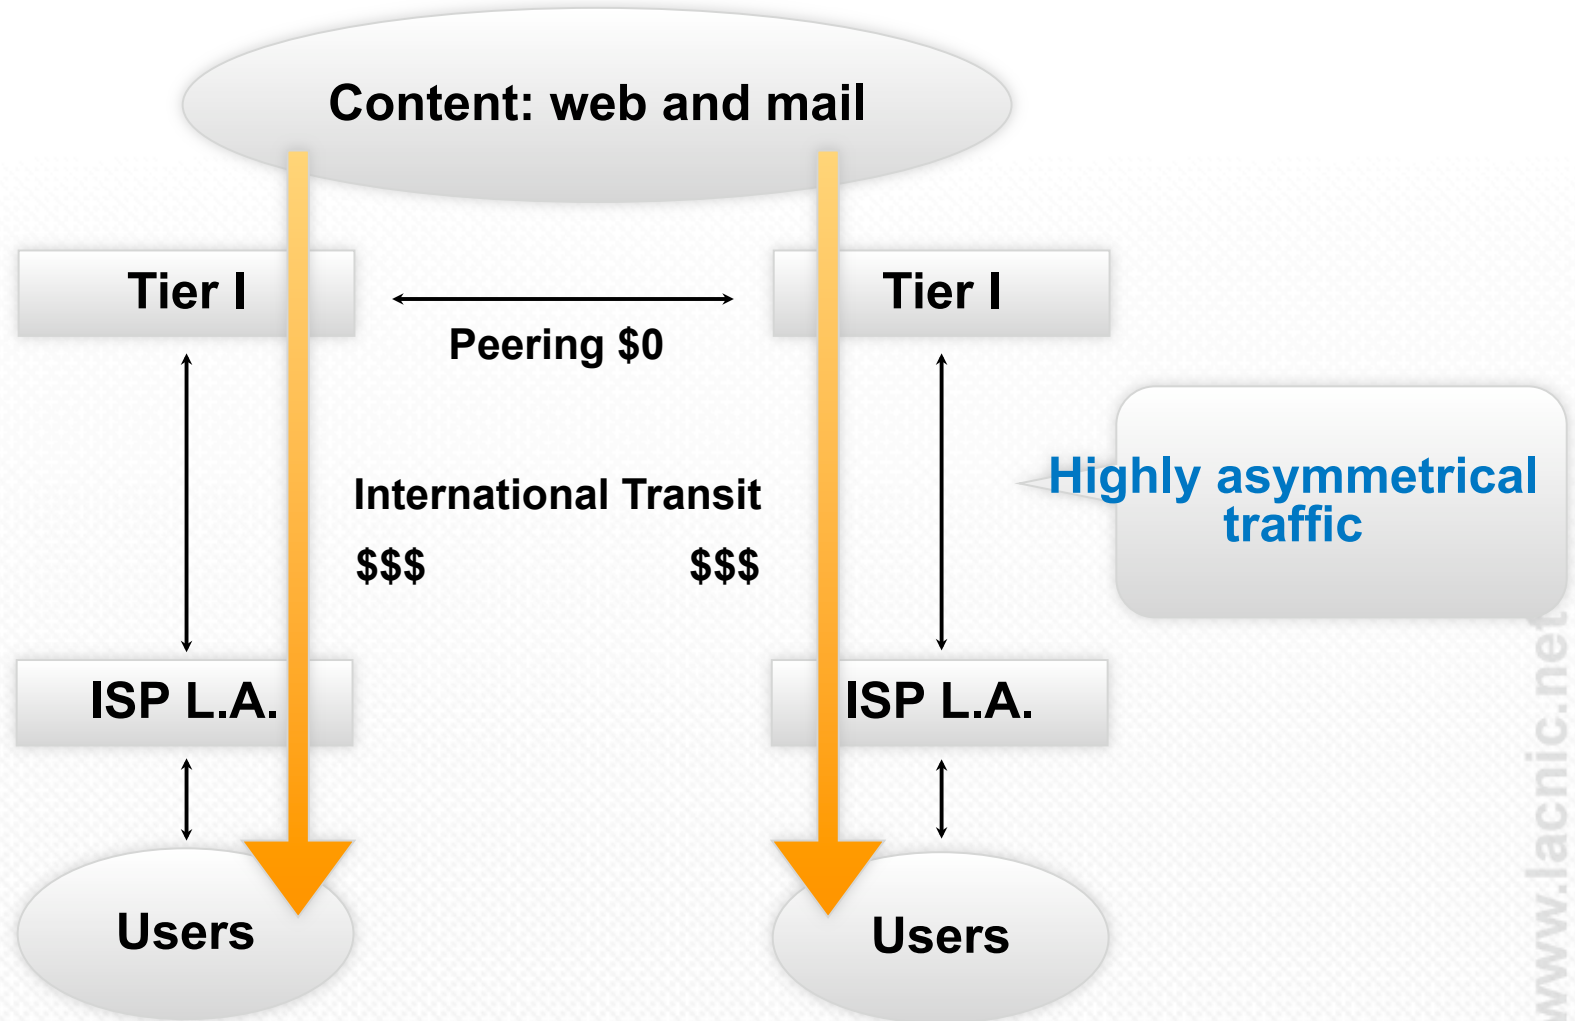 Content: web and mail
Tier I
Tier I
Peering $0
Highly asymmetrical
traffic
International Transit
$$$ $$$
ISP L.A.
ISP L.A.
Users
Users
www.lacnic.net